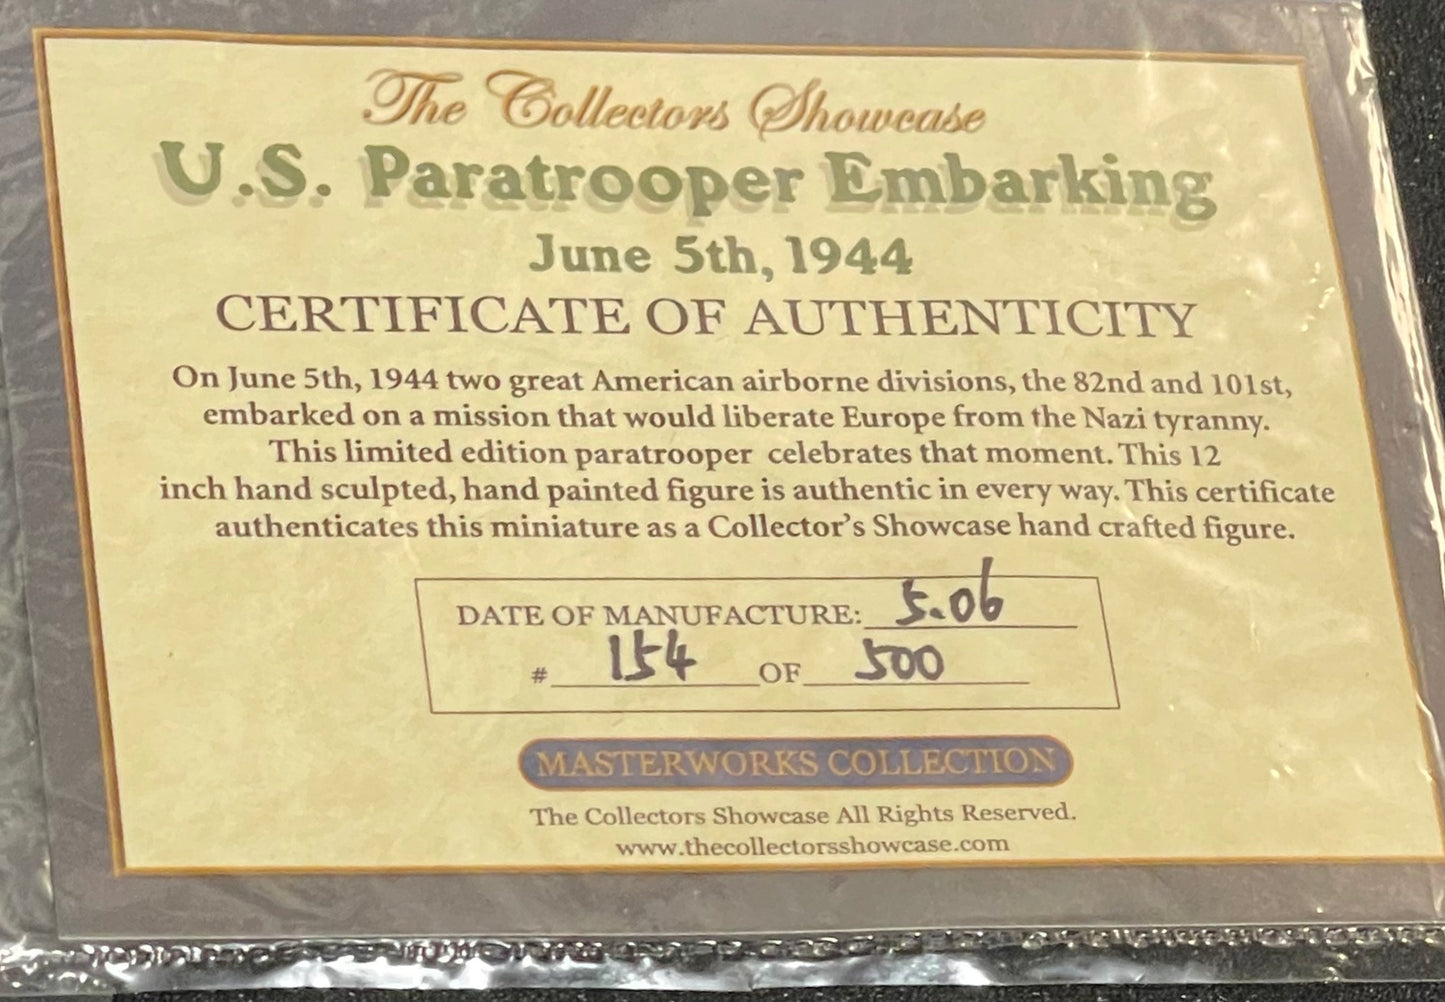 The Collectors Showcase
U.S. Paratrooper Embarking
June 5th, 1944
CERTIFICATE OF AUTHENTICITY
On June 5th, 1944 two great American airborne divisions, the 82nd and 101st,
embarked on a mission that would liberate Europe from the Nazi tyranny.
This limited edition paratrooper celebrates that moment. This 12
inch hand sculpted, hand painted figure is authentic in every way. This certificate
authenticates this miniature as a Collector's Showcase hand crafted figure.
DATE OF MANUFACTURE: 5.06
# 154 OF 500
MASTERWORKS COLLECTION
The Collectors Showcase All Rights Reserved.
www.thecollectorsshowcase.com